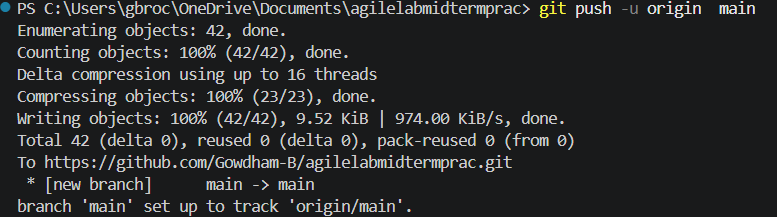 PS C:\Users\gbroc\OneDrive\Documents\agilelabmidtermprac> git push -u origin  main
Enumerating objects: 42, done.
Counting objects: 100% (42/42), done.
Delta compression using up to 16 threads
Compressing objects: 100% (23/23), done.
Writing objects: 100% (42/42), 9.52 KiB | 974.00 KiB/s, done.
Total 42 (delta 0), reused 0 (delta 0), pack-reused 0 (from 0)
To https://github.com/Gowdham-B/agilelabmidtermprac.git
 * [new branch]      main -> main
branch 'main' set up to track 'origin/main'.